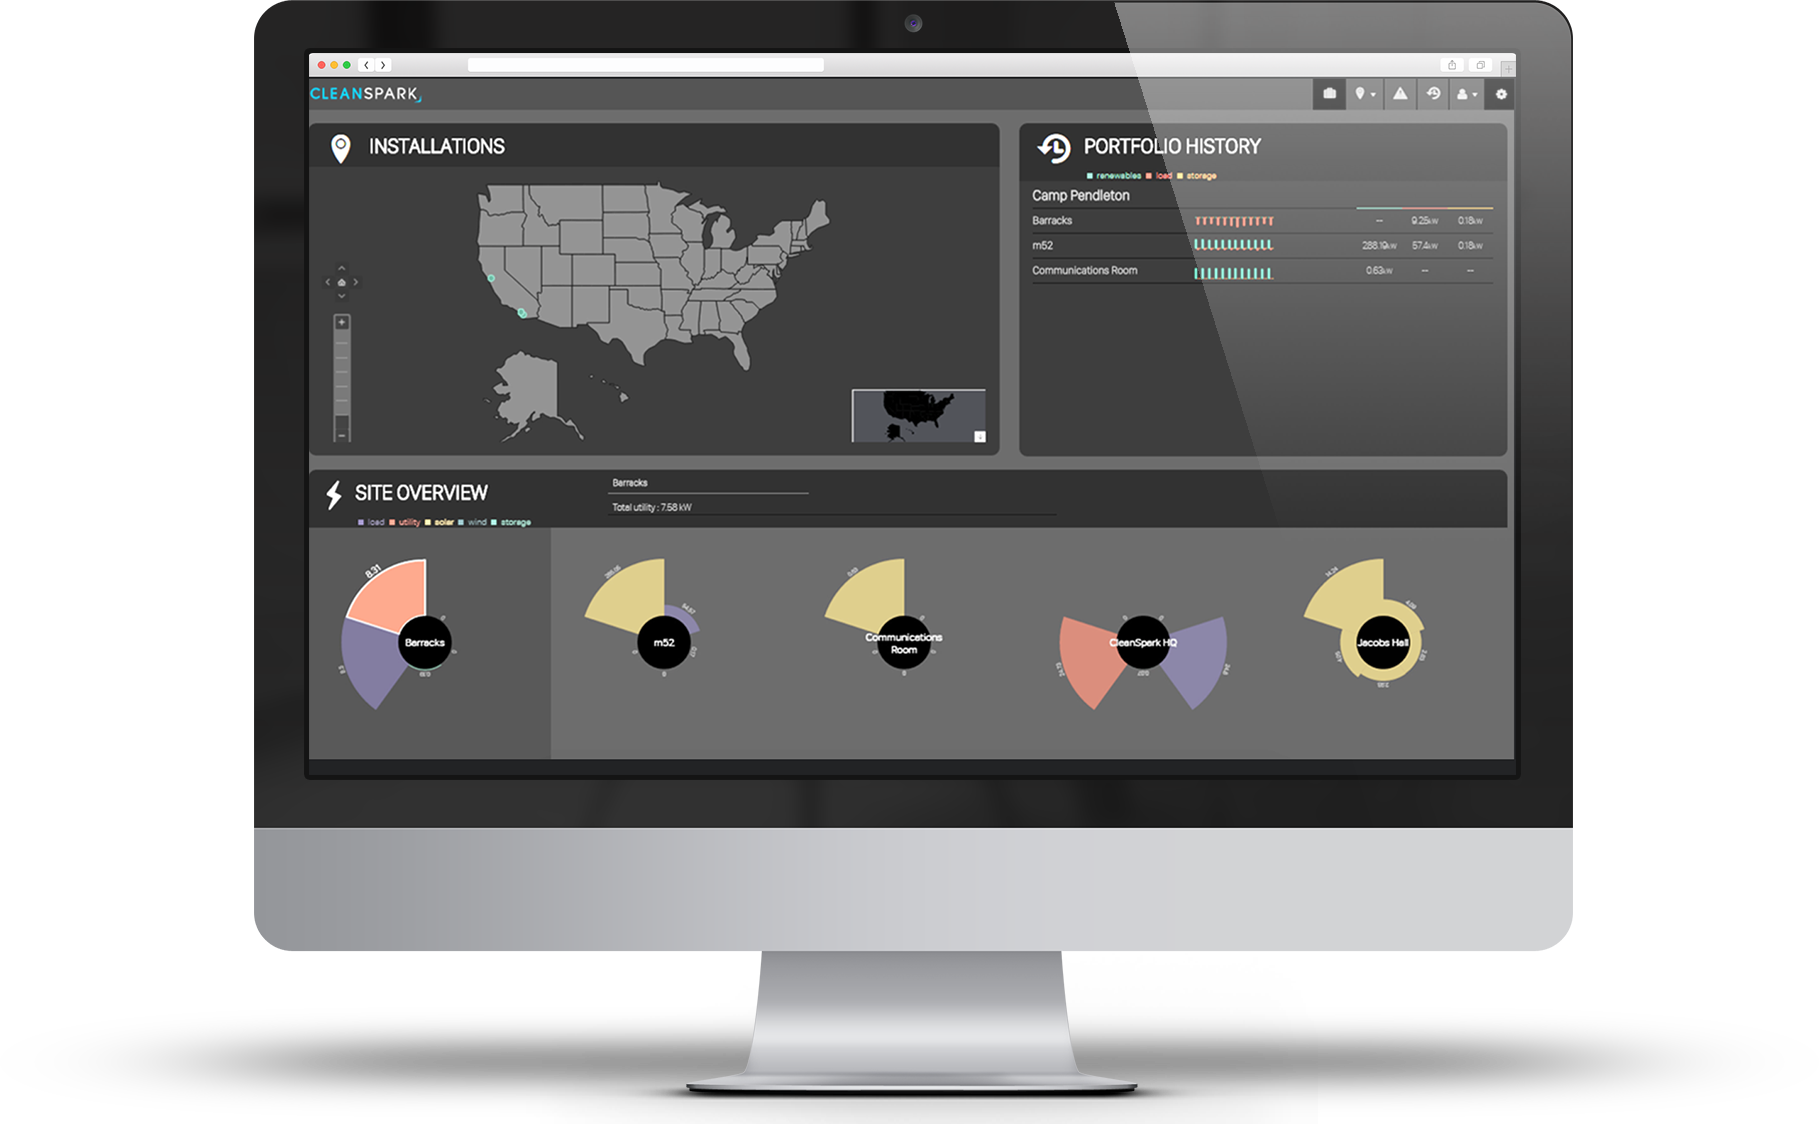 CLEANSPARK
INSTALLATIONS
PORTFOLIO HISTORY
renewables load storage
Camp Pendleton
Barracks -- 9.25kW 0.18kW
m52 288.19kW 57.4kW 0.18kW
Communications Room 0.63kW -- --
SITE OVERVIEW
load utility solar wind storage
Barracks
Total utility : 7.58 kW
8.31
Barracks
m52
0
Communications
Room
0
CleanSpark HQ
Jacobs Hall